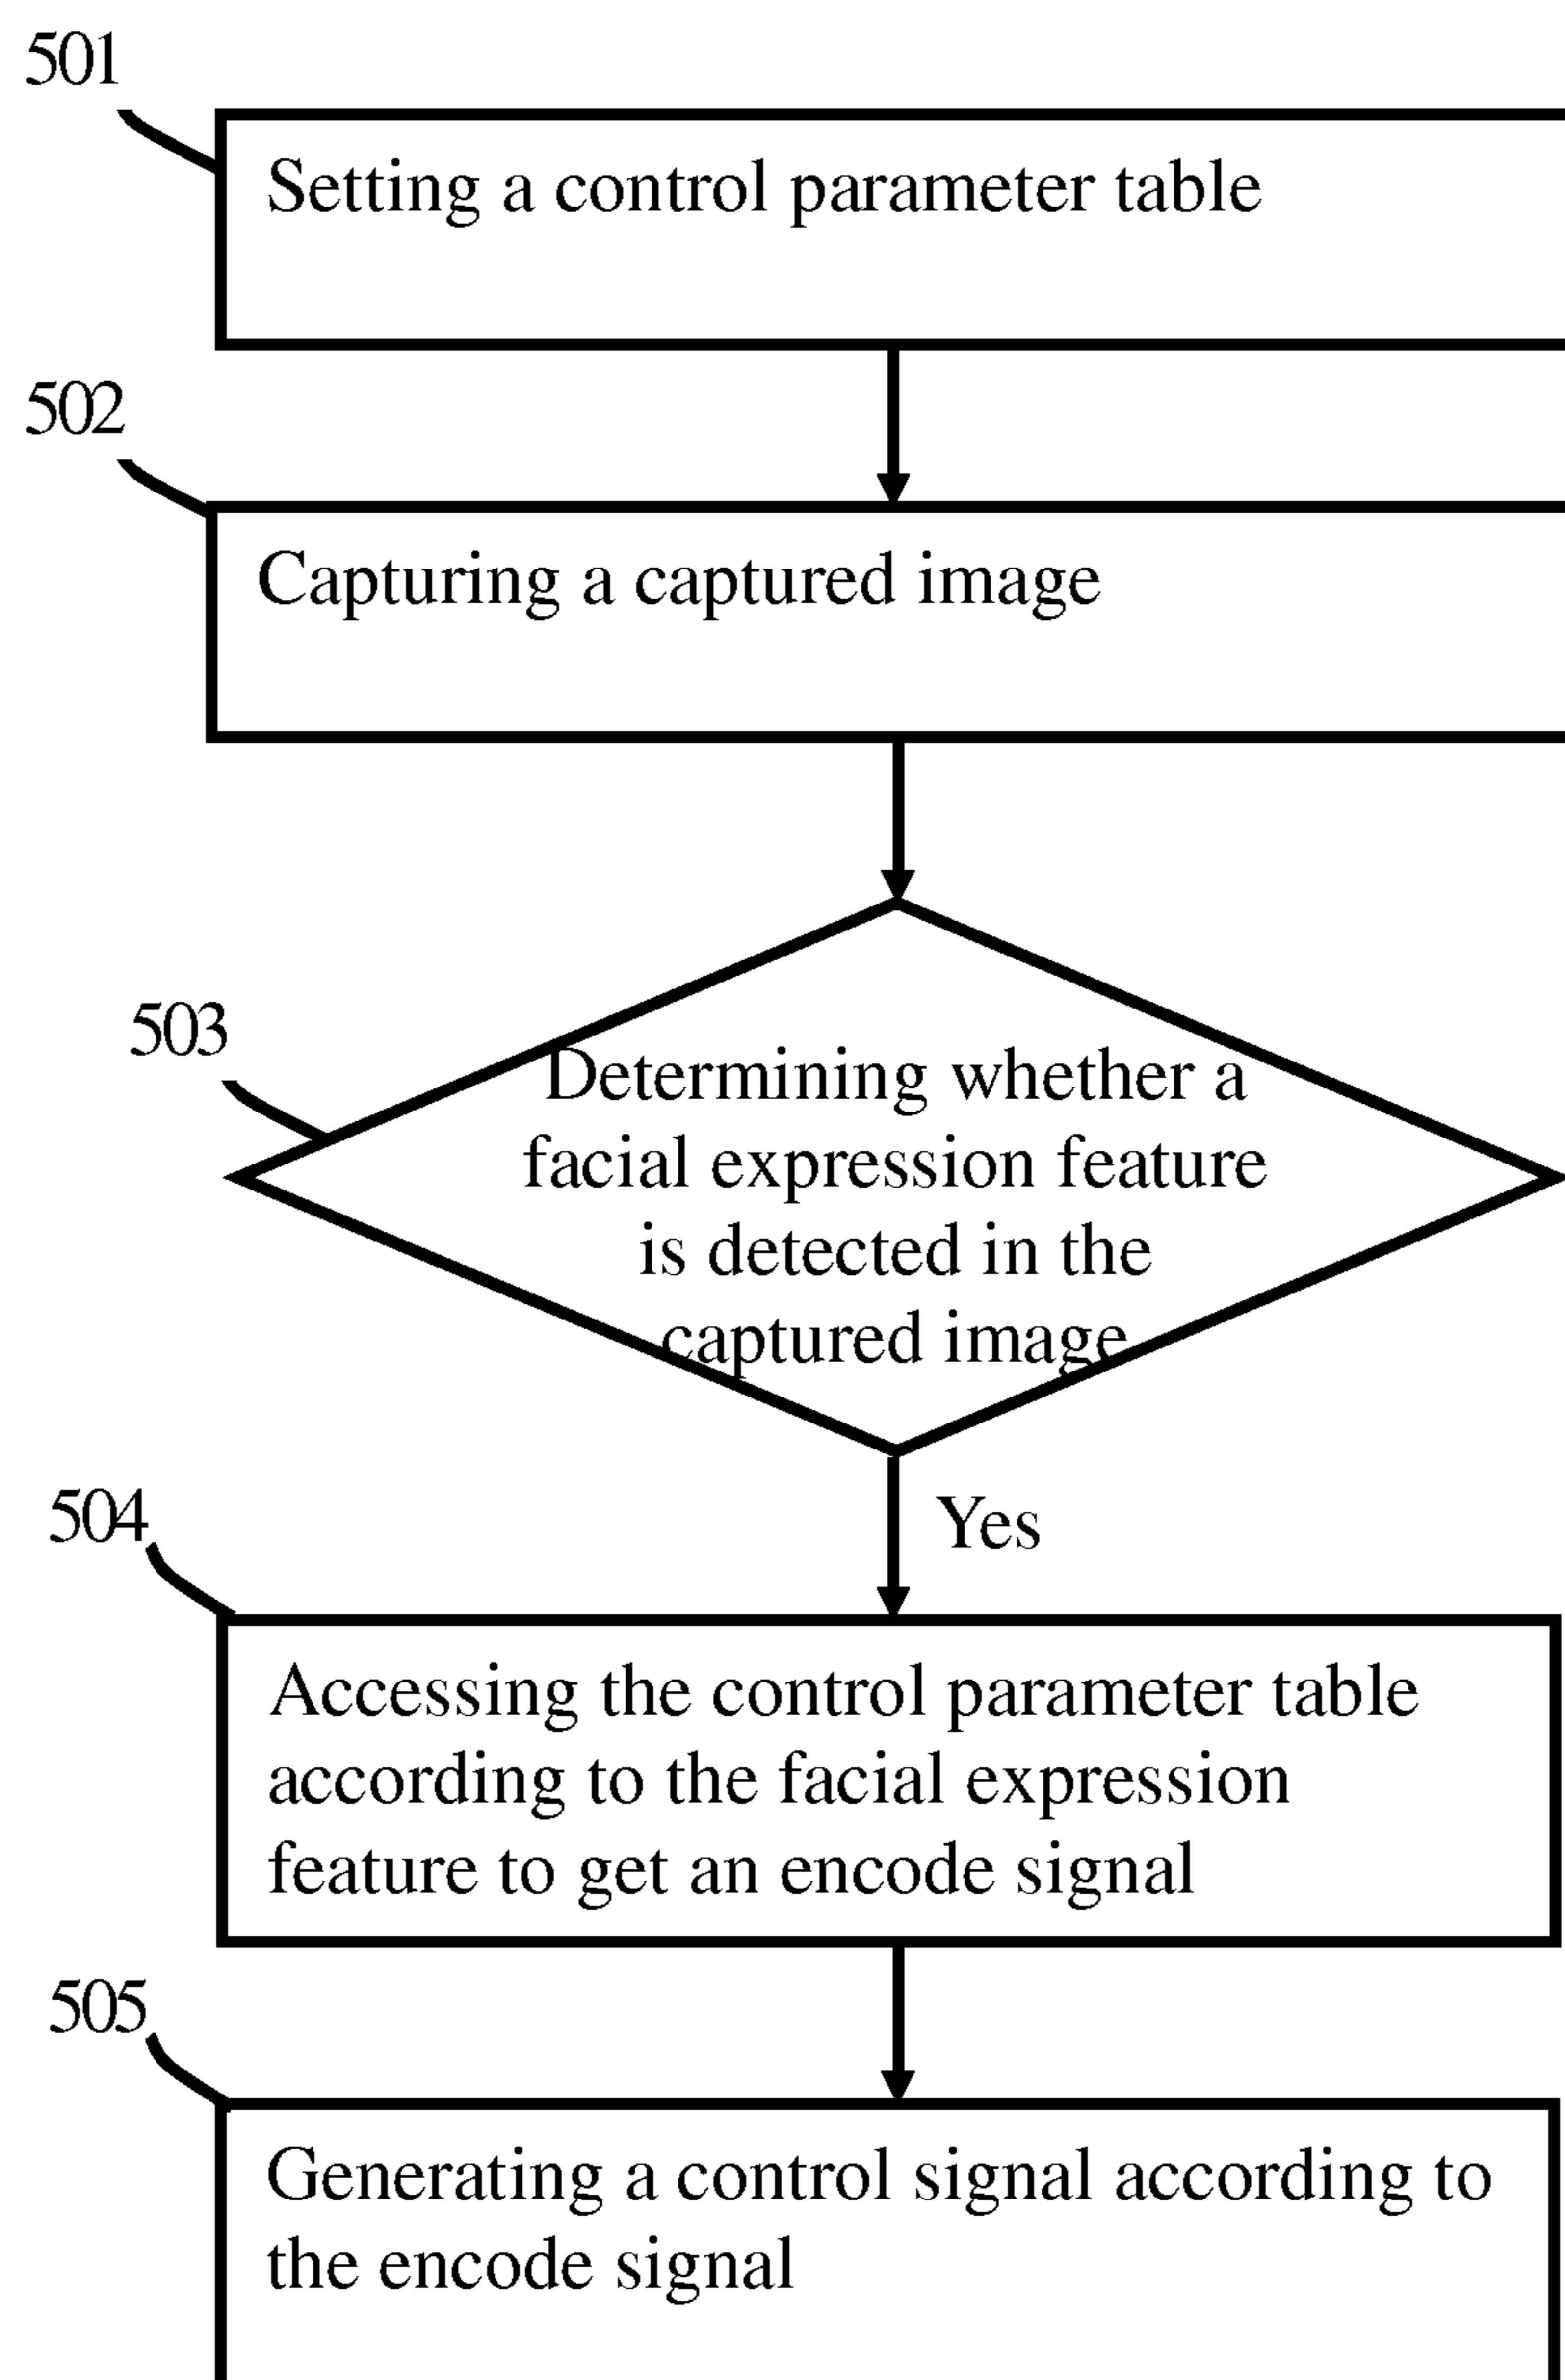 501
Setting a control parameter table
502
Capturing a captured image
503
Determining whether a
facial expression feature
is detected in the
captured image
Yes
504
Accessing the control parameter table
according to the facial expression
feature to get an encode signal
505
Generating a control signal according to
the encode signal